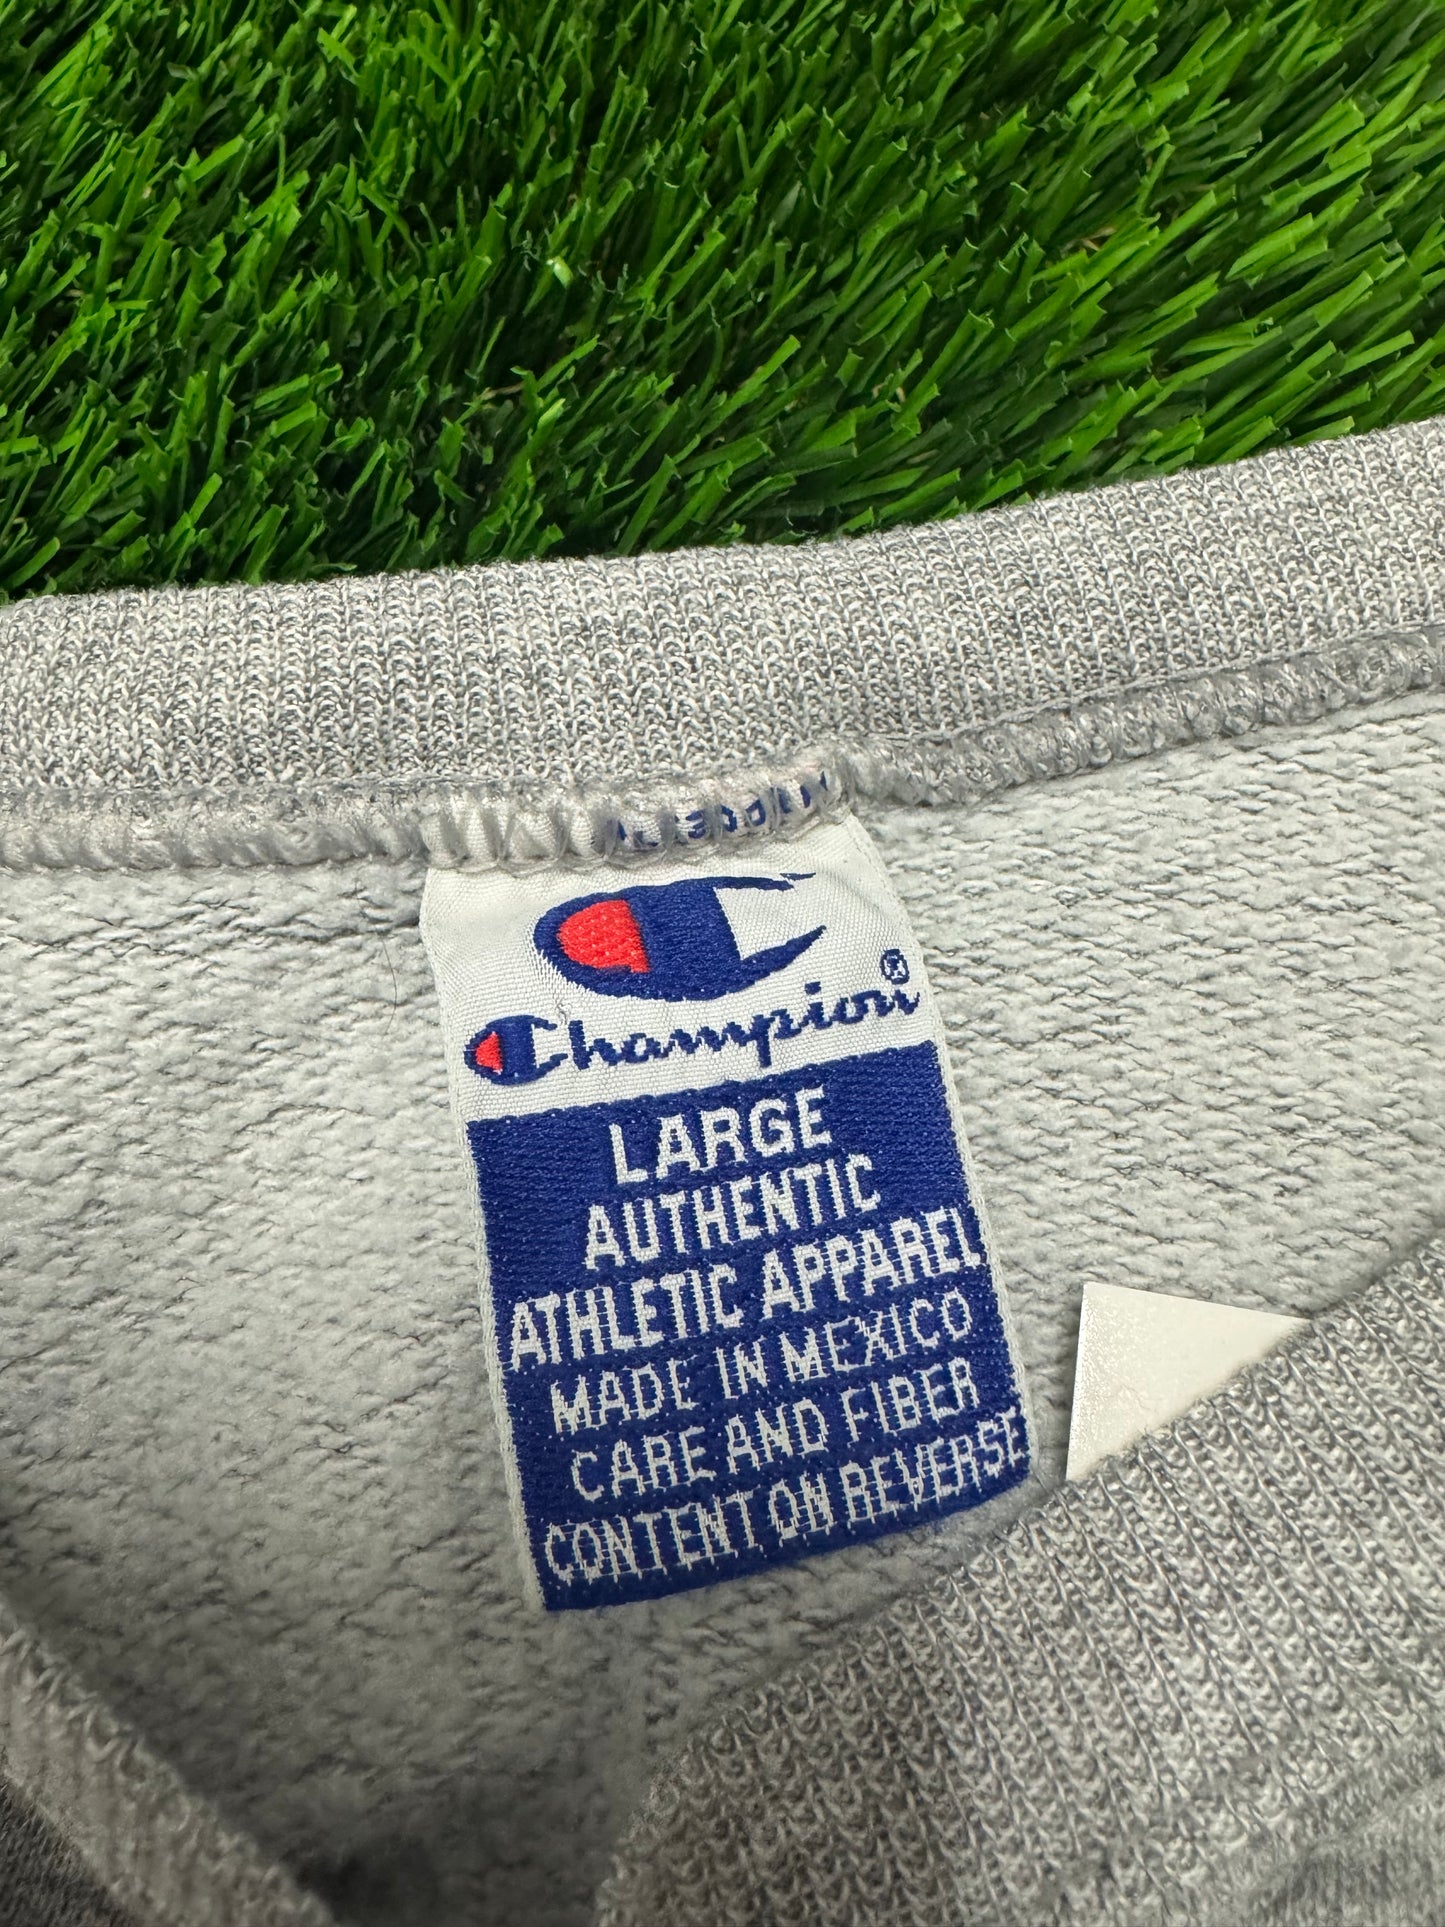 Champion®
LARGE
AUTHENTIC
ATHLETIC APPAREL
MADE IN MEXICO
CARE AND FIBER
CONTENT ON REVERSE